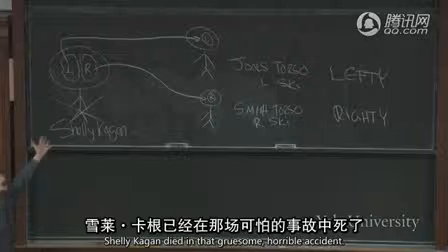 腾讯网
QQ.com
L
L R
JONES TORSO
L SK
LEFTY
R
SMITH TORSO
R SK
RIGHTY
Shelly Kagan
University
雪莱·卡根已经在那场可怕的事故中死了
Shelly Kagan died in that gruesome, horrible accident.